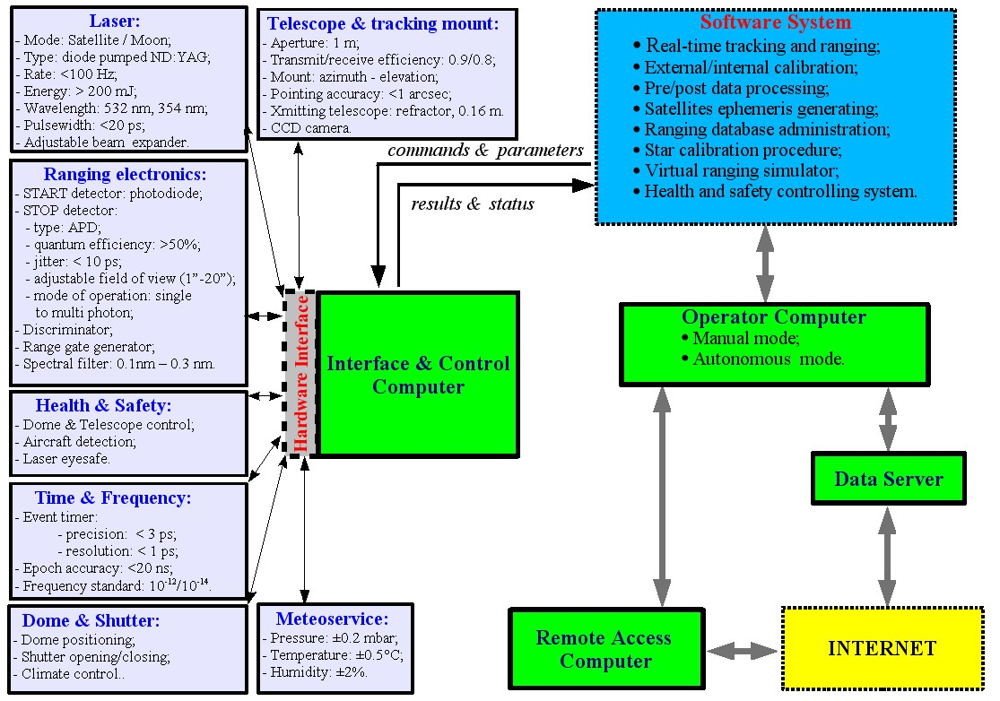 Laser:
- Mode: Satellite / Moon,
- Type: diode pumped ND:YAG;
- Rate: <100 Hz;
- Energy: > 200 mJ;
- Wavelength: 532 nm, 354 nm;
- Pulsewidth: <20 ps;
- Adjustable beam expander.
Telescope & tracking mount:
- Aperture: 1 m;
- Transmit/receive efficiency: 0.9/0.8;
- Mount: azimuth - elevation;
- Pointing accuracy: <1 arcsec;
- Xmitting telescope: refractor, 0.16 m.
- CCD camera.
Software System
• Real-time tracking and ranging;
• External/internal calibration;
• Pre/post data processing;
• Satellites ephemeris generating;
• Ranging database administration;
• Star calibration procedure;
• Virtual ranging simulator;
• Health and safety controlling system.
commands & parameters
results & status
Ranging electronics:
- START detector: photodiode;
- STOP detector:
- type: APD;
- quantum efficiency: >50%;
- jitter: < 10 ps;
- adjustable field of view (1”-20”);
- mode of operation: single
to multi photon;
- Discriminator;
- Range gate generator;
- Spectral filter: 0.1nm – 0.3 nm.
Hardware Interface
Interface & Control
Computer
Operator Computer
• Manual mode;
• Autonomous mode.
Health & Safety:
- Dome & Telescope control;
- Aircraft detection;
- Laser eyesafe.
Data Server
Time & Frequency:
- Event timer:
- precision: < 3 ps;
- resolution: < 1 ps;
- Epoch accuracy: <20 ns;
- Frequency standard: 10⁻¹²/10⁻¹⁴.
Dome & Shutter:
- Dome positioning;
- Shutter opening/closing;
- Climate control..
Meteoservice:
- Pressure: ±0.2 mbar;
- Temperature: ±0.5°C;
- Humidity: ±2%.
Remote Access
Computer
INTERNET